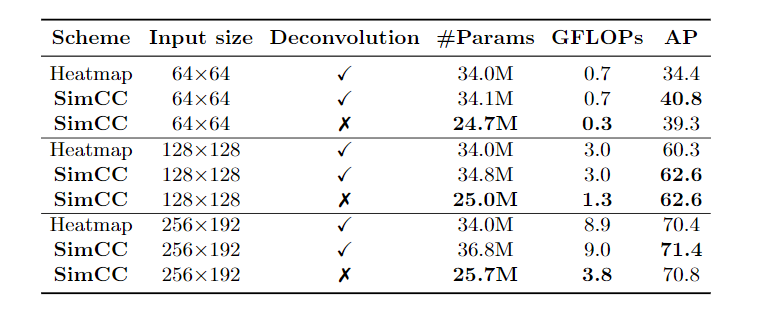 Scheme Input size Deconvolution #Params GFLOPs AP
Heatmap 64×64 ✓ 34.0M 0.7 34.4
SimCC 64×64 ✓ 34.1M 0.7 40.8
SimCC 64×64 ✗ 24.7M 0.3 39.3
Heatmap 128×128 ✓ 34.0M 3.0 60.3
SimCC 128×128 ✓ 34.8M 3.0 62.6
SimCC 128×128 ✗ 25.0M 1.3 62.6
Heatmap 256×192 ✓ 34.0M 8.9 70.4
SimCC 256×192 ✓ 36.8M 9.0 71.4
SimCC 256×192 ✗ 25.7M 3.8 70.8